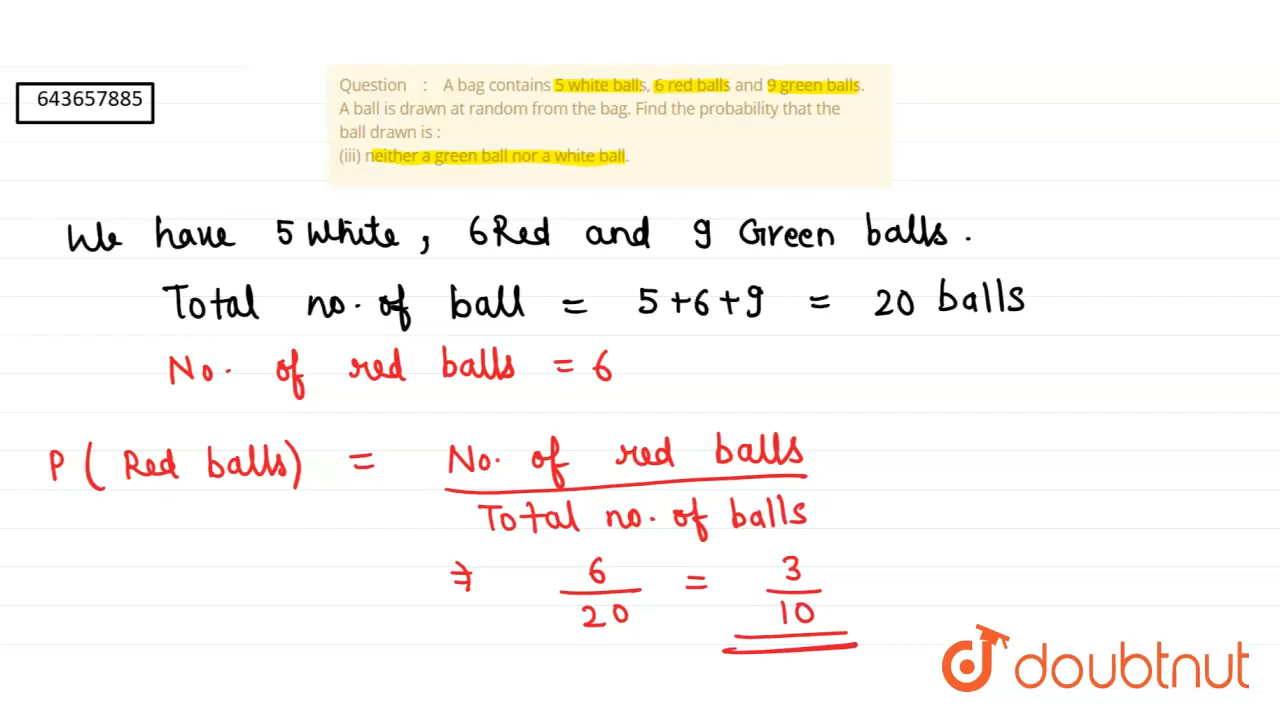 643657885
Question : A bag contains 5 white balls, 6 red balls and 9 green balls.
A ball is drawn at random from the bag. Find the probability that the
ball drawn is :
(iii) neither a green ball nor a white ball.
We have 5 White, 6 Red and 9 Green balls.
Total no. of ball = 5+6+9 = 20 balls
No. of red balls = 6
P( Red balls) = No. of red balls
Total no. of balls
⇒ 6/20 = 3/10
doubtnut